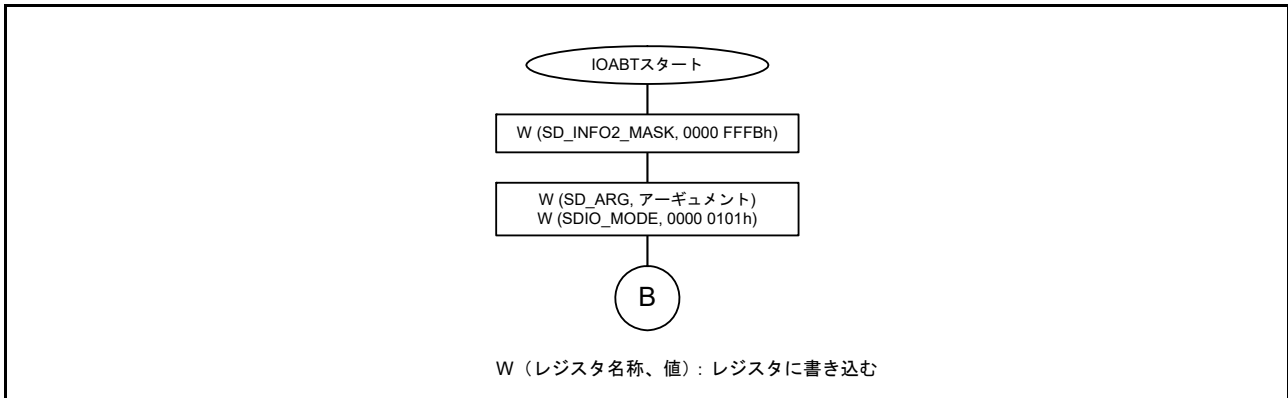 IOABTスタート
W (SD_INFO2_MASK, 0000 FFFBh)
W (SD_ARG, アーギュメント)
W (SDIO_MODE, 0000 0101h)
B
W（レジスタ名称、値）: レジスタに書き込む